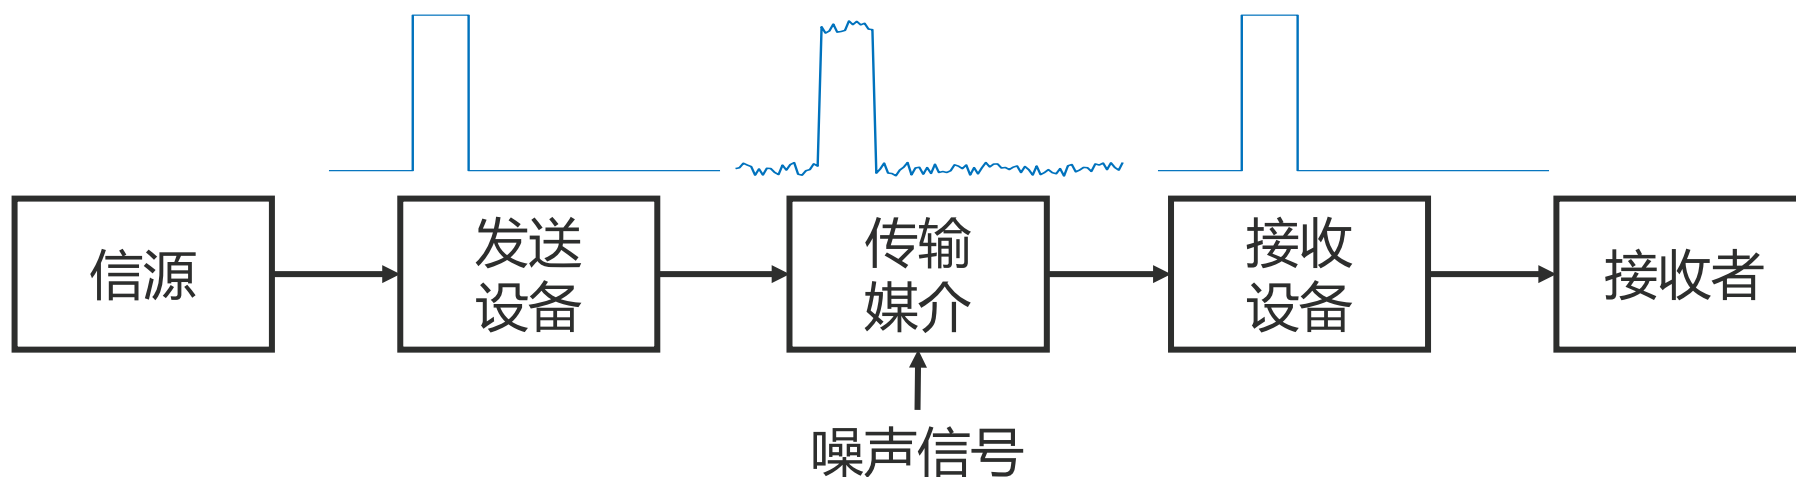 信源
发送
设备
传输
媒介
接收
设备
接收者
噪声信号